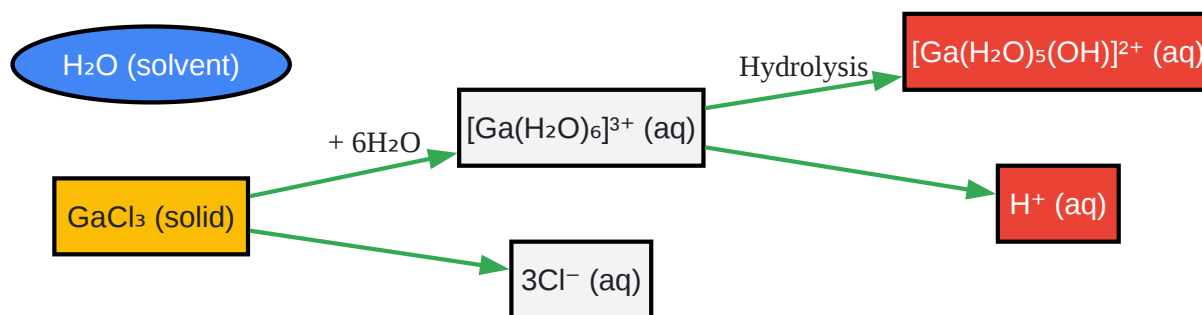 H₂O (solvent)
GaCl₃ (solid)
+ 6H₂O
[Ga(H₂O)₆]³⁺ (aq)
3Cl⁻ (aq)
Hydrolysis
[Ga(H₂O)₅(OH)]²⁺ (aq)
H⁺ (aq)